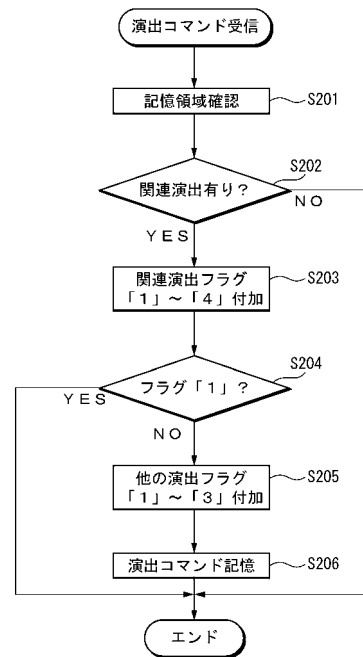 演出コマンド受信
記憶領域確認
S201
S202
関連演出有り？
NO
YES
関連演出フラグ
「1」～「4」付加
S203
S204
フラグ「1」？
YES
NO
他の演出フラグ
「1」～「3」付加
S205
演出コマンド記憶
S206
エンド